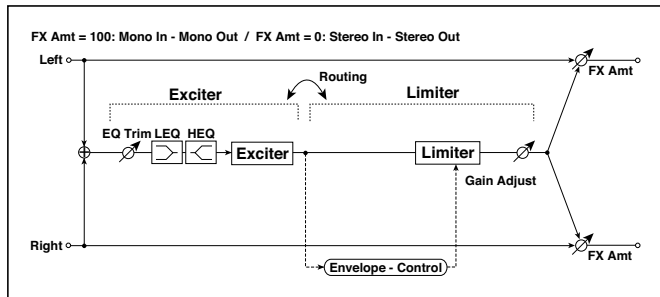 FX Amt = 100: Mono In - Mono Out / FX Amt = 0: Stereo In - Stereo Out
Left
FX Amt
Routing
Exciter
Limiter
EQ Trim LEQ HEQ
Exciter
Limiter
Gain Adjust
Right
FX Amt
Envelope - Control